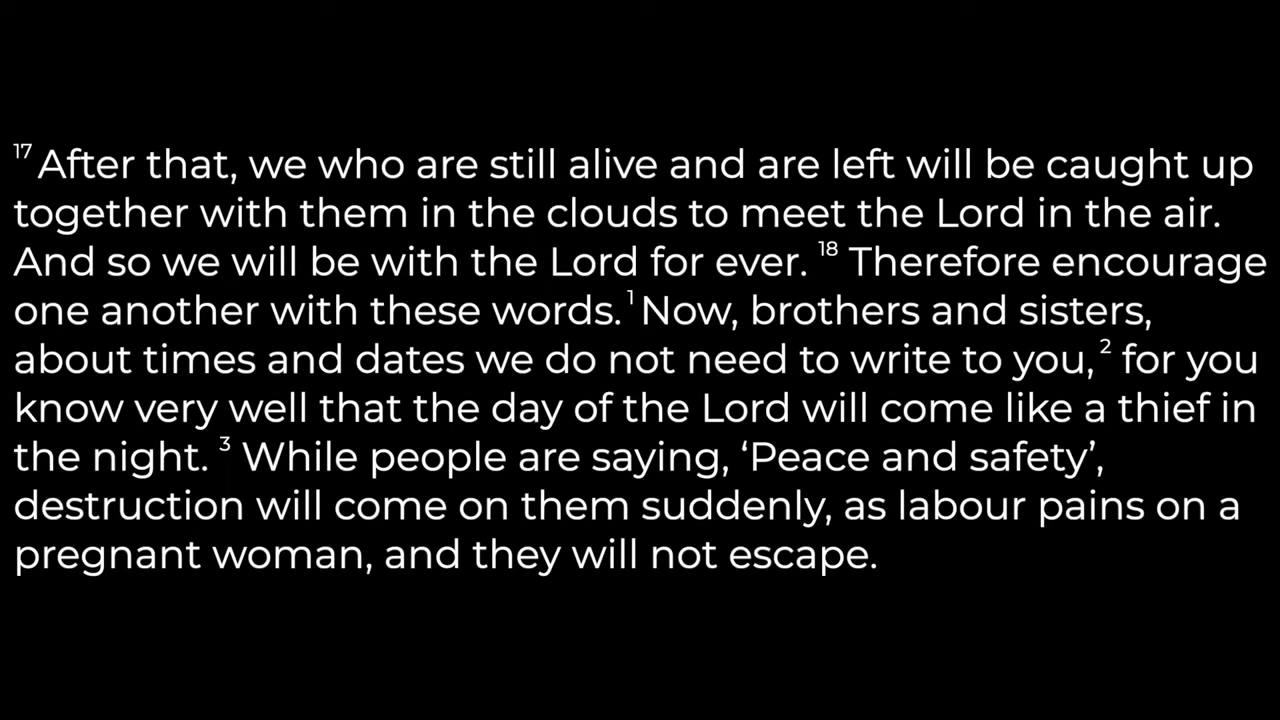 17 After that, we who are still alive and are left will be caught up
together with them in the clouds to meet the Lord in the air.
And so we will be with the Lord for ever. 18 Therefore encourage
one another with these words. 1 Now, brothers and sisters,
about times and dates we do not need to write to you, 2 for you
know very well that the day of the Lord will come like a thief in
the night. 3 While people are saying, ‘Peace and safety’,
destruction will come on them suddenly, as labour pains on a
pregnant woman, and they will not escape.